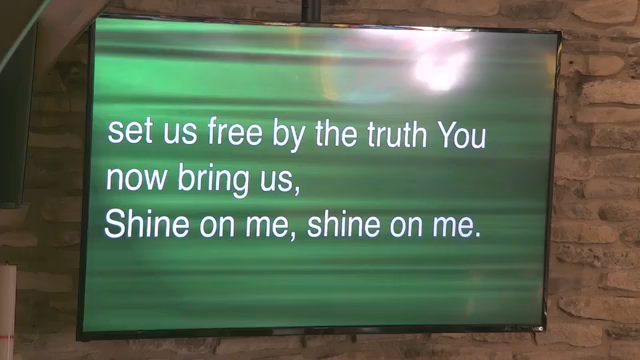 set us free by the truth You
now bring us,
Shine on me, shine on me.